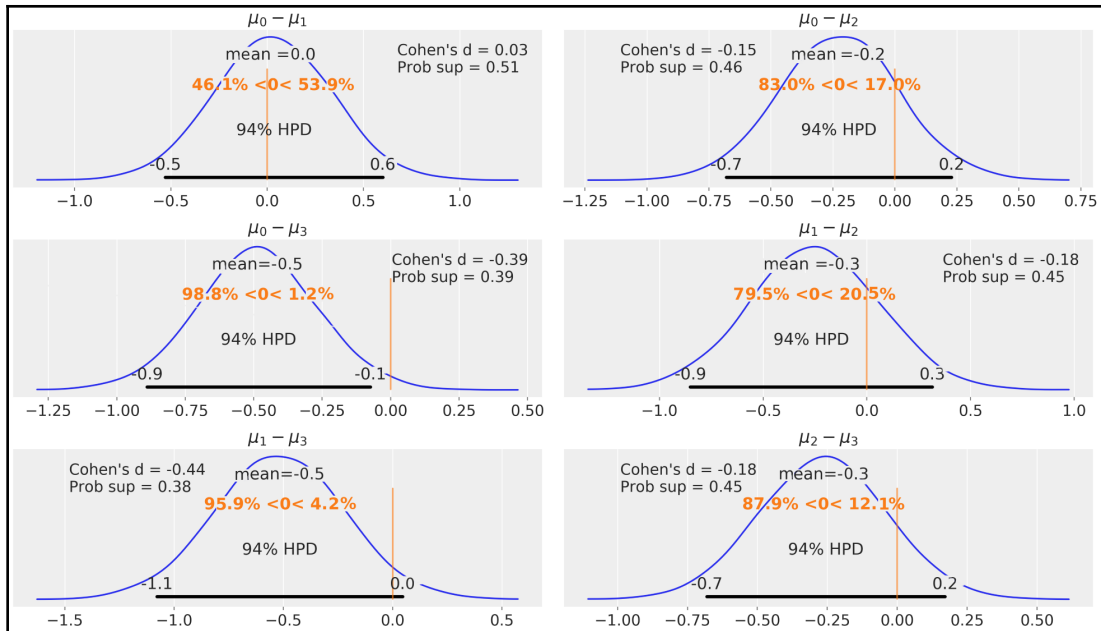 μ₀ − μ₁
mean =0.0
Cohen's d = 0.03
Prob sup = 0.51
46.1% <0< 53.9%
94% HPD
-0.5 0.6
−1.0 −0.5 0.0 0.5 1.0
μ₀ − μ₂
Cohen's d = -0.15
Prob sup = 0.46
mean=-0.2
83.0% <0< 17.0%
94% HPD
-0.7 0.2
−1.25 −1.00 −0.75 −0.50 −0.25 0.00 0.25 0.50 0.75
μ₀ − μ₃
mean=-0.5
Cohen's d = -0.39
Prob sup = 0.39
98.8% <0< 1.2%
94% HPD
-0.9 -0.1
−1.25 −1.00 −0.75 −0.50 −0.25 0.00 0.25 0.50
μ₁ − μ₂
mean =-0.3
Cohen's d = -0.18
Prob sup = 0.45
79.5% <0< 20.5%
94% HPD
-0.9 0.3
−1.0 −0.5 0.0 0.5 1.0
μ₁ − μ₃
Cohen's d = -0.44
Prob sup = 0.38
mean=-0.5
95.9% <0< 4.2%
94% HPD
-1.1 0.0
−1.5 −1.0 −0.5 0.0 0.5
μ₂ − μ₃
Cohen's d = -0.18
Prob sup = 0.45
mean=-0.3
87.9% <0< 12.1%
94% HPD
-0.7 0.2
−1.00 −0.75 −0.50 −0.25 0.00 0.25 0.50